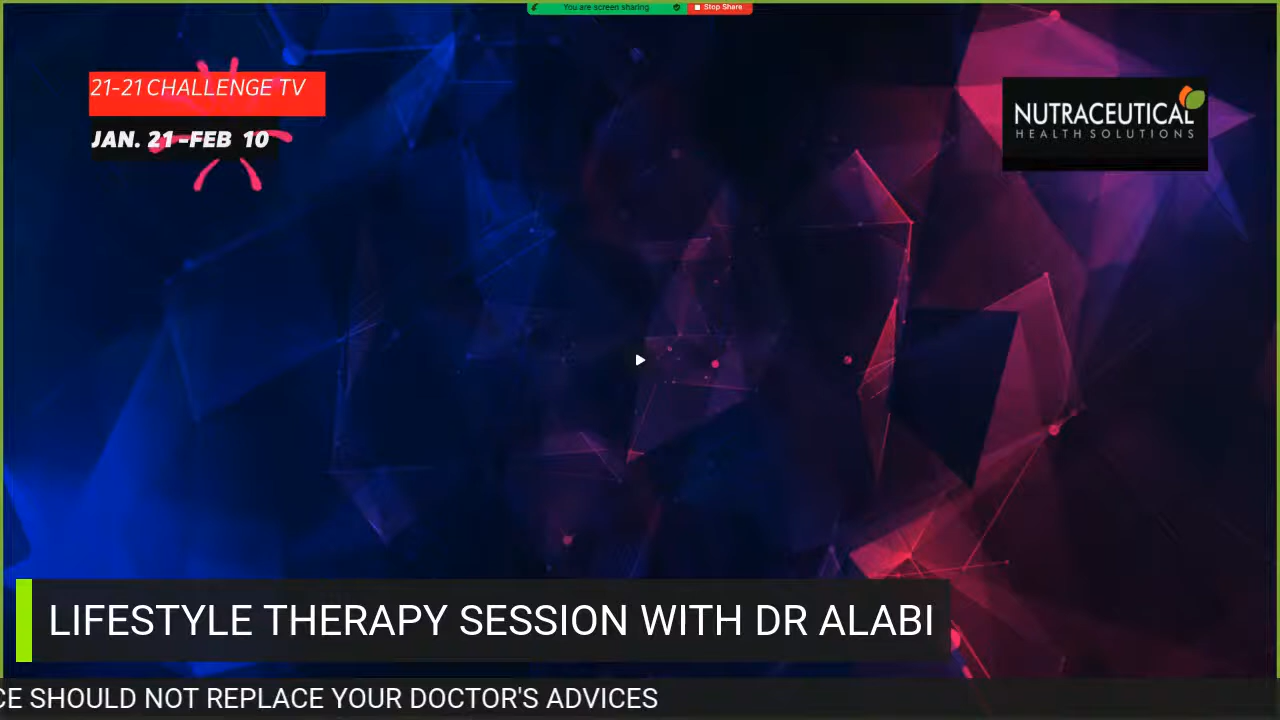 You are screen sharing
Stop Share
21-21 CHALLENGE TV
JAN. 21-FEB 10
NUTRACEUTICAL
HEALTH SOLUTIONS
LIFESTYLE THERAPY SESSION WITH DR ALABI
CE SHOULD NOT REPLACE YOUR DOCTOR'S ADVICES